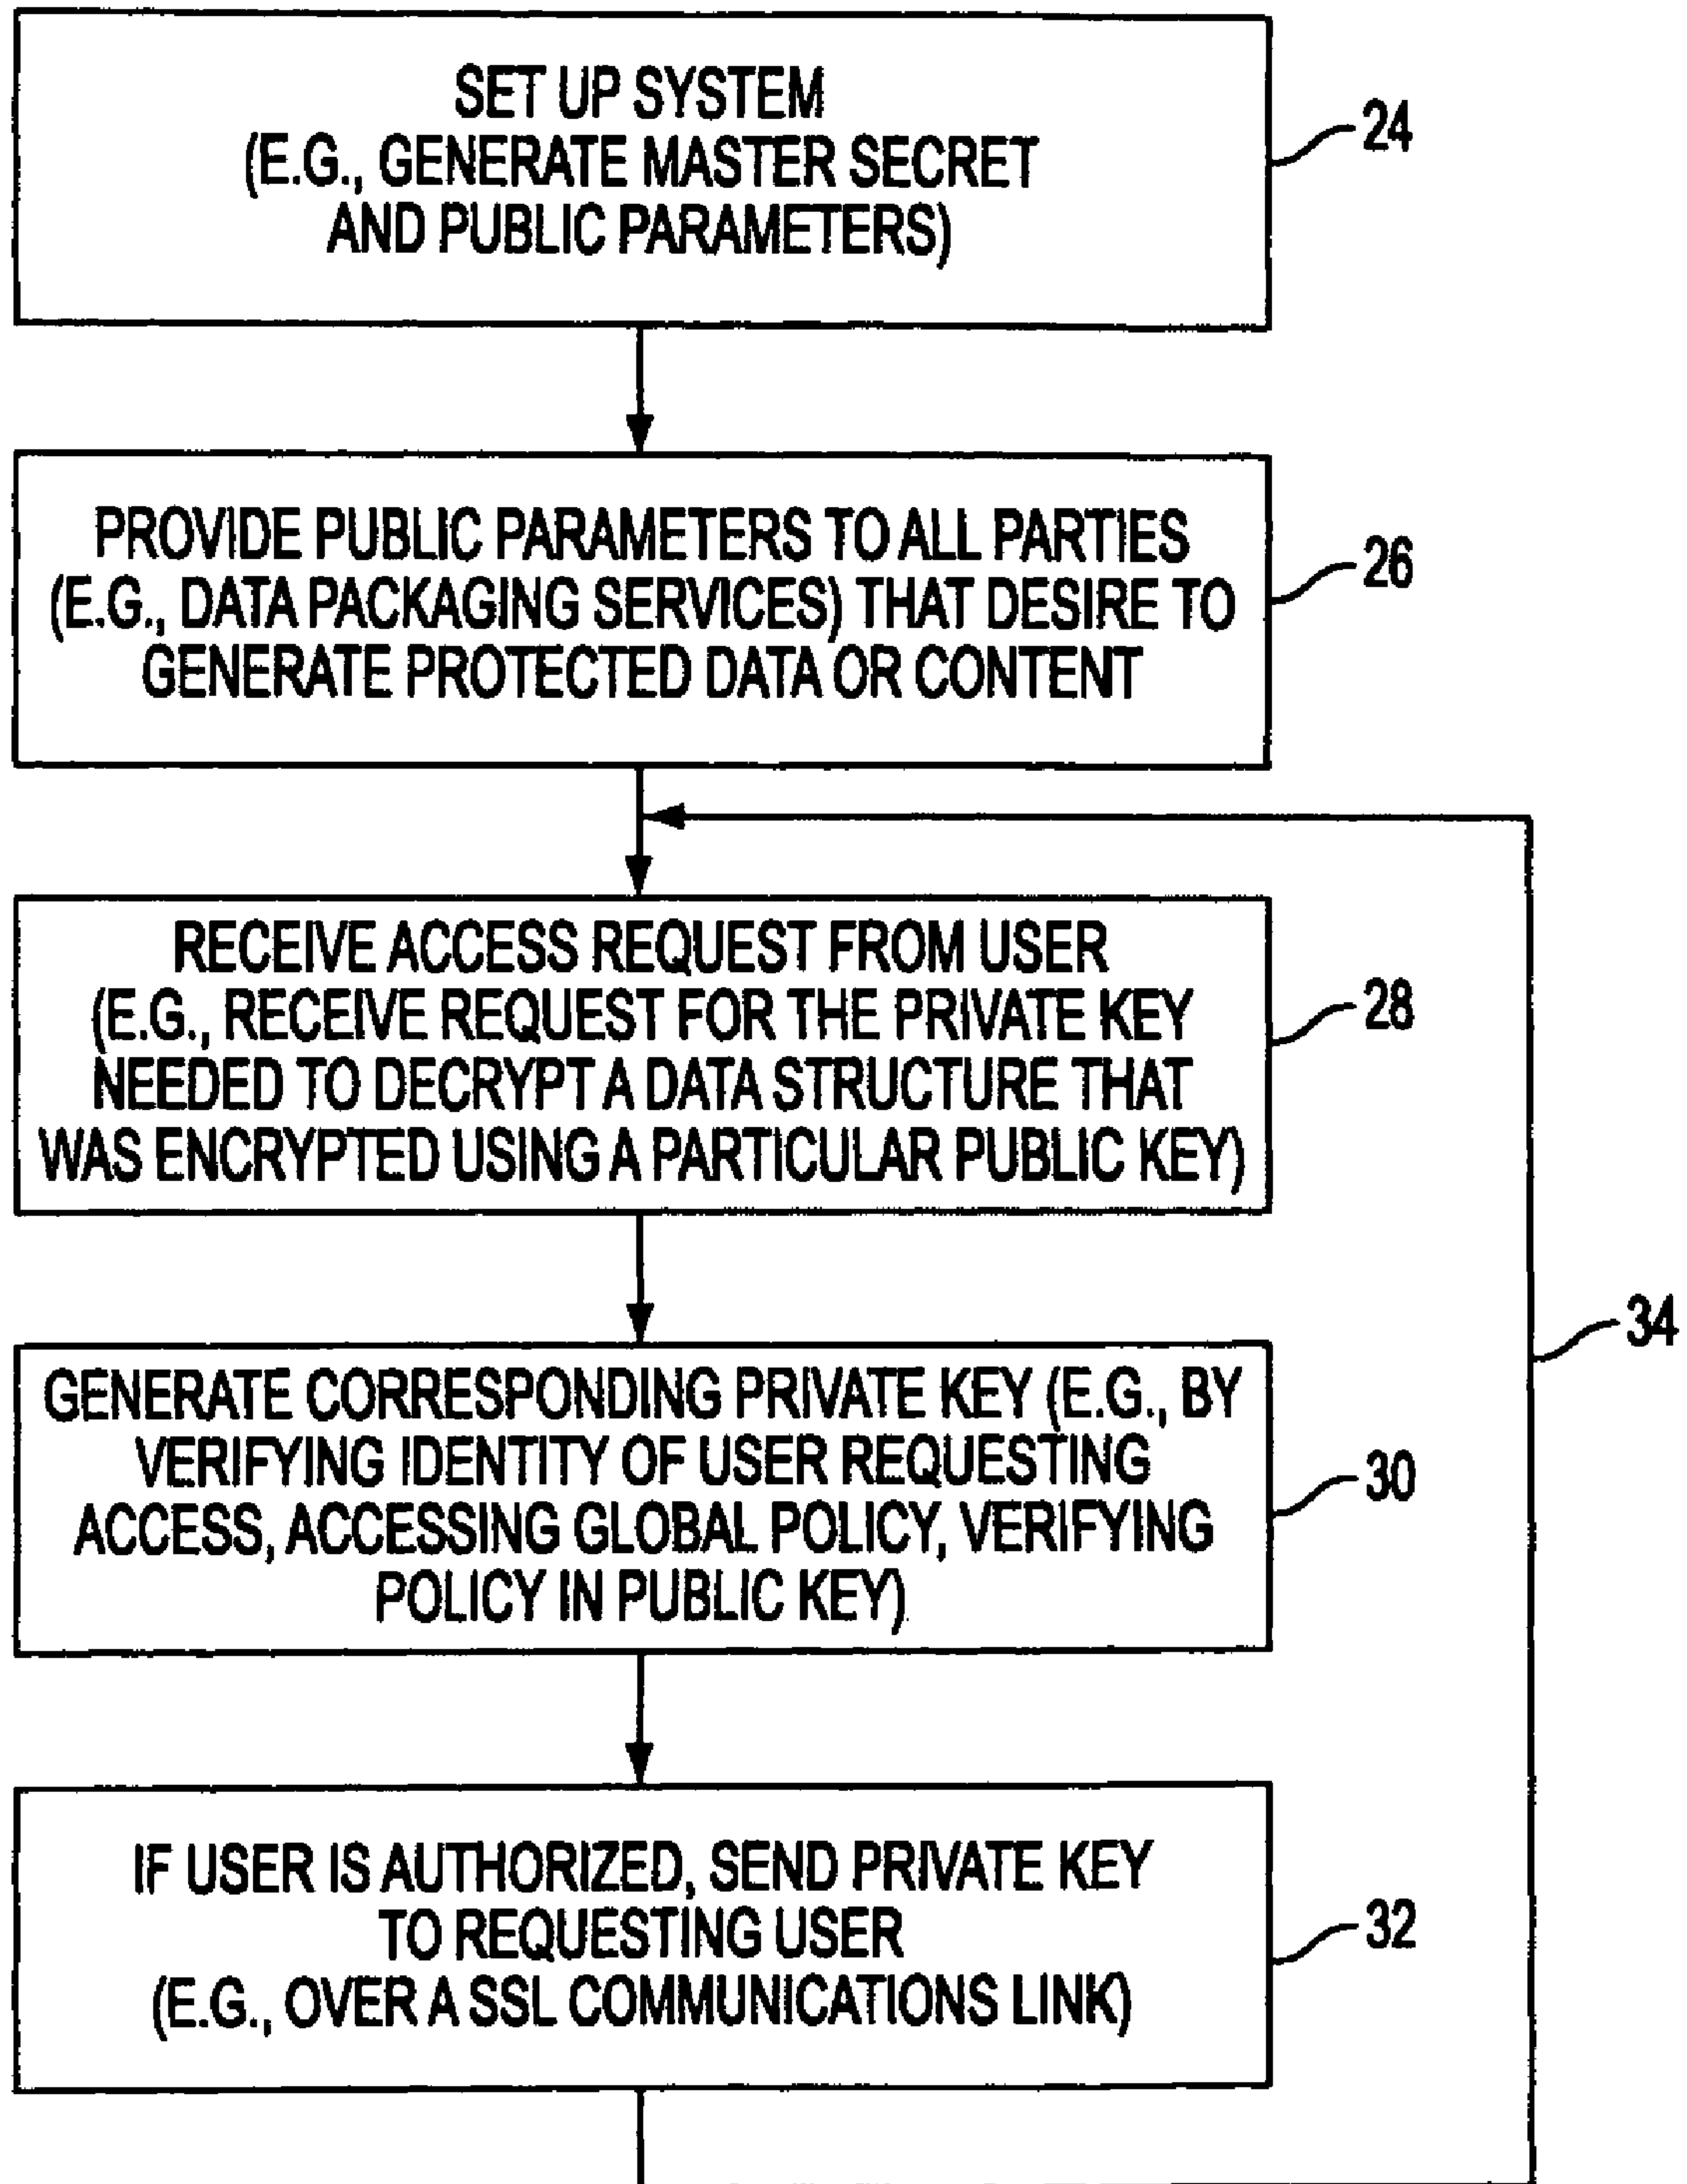 SET UP SYSTEM
(E.G., GENERATE MASTER SECRET
AND PUBLIC PARAMETERS)
24
PROVIDE PUBLIC PARAMETERS TO ALL PARTIES
(E.G., DATA PACKAGING SERVICES) THAT DESIRE TO
GENERATE PROTECTED DATA OR CONTENT
26
RECEIVE ACCESS REQUEST FROM USER
(E.G., RECEIVE REQUEST FOR THE PRIVATE KEY
NEEDED TO DECRYPT A DATA STRUCTURE THAT
WAS ENCRYPTED USING A PARTICULAR PUBLIC KEY)
28
34
GENERATE CORRESPONDING PRIVATE KEY (E.G., BY
VERIFYING IDENTITY OF USER REQUESTING
ACCESS, ACCESSING GLOBAL POLICY, VERIFYING
POLICY IN PUBLIC KEY)
30
IF USER IS AUTHORIZED, SEND PRIVATE KEY
TO REQUESTING USER
(E.G., OVER A SSL COMMUNICATIONS LINK)
32